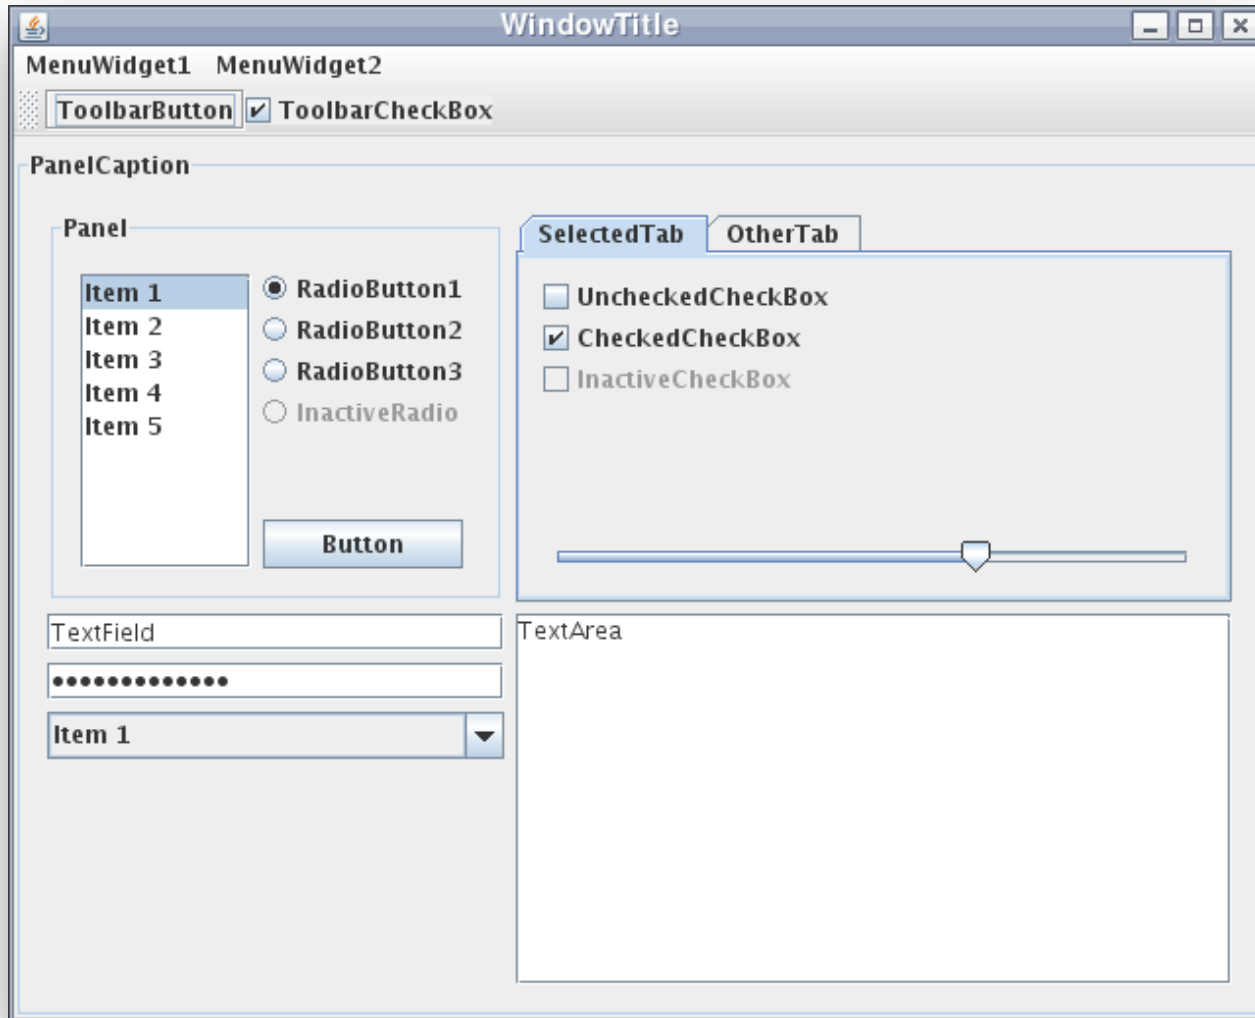 WindowTitle
MenuWidget1 MenuWidget2
ToolbarButton ToolbarCheckBox
PanelCaption
Panel
Item 1
Item 2
Item 3
Item 4
Item 5
RadioButton1
RadioButton2
RadioButton3
InactiveRadio
Button
SelectedTab OtherTab
UncheckedCheckBox
CheckedCheckBox
InactiveCheckBox
TextField
•••••••••••••
Item 1
TextArea